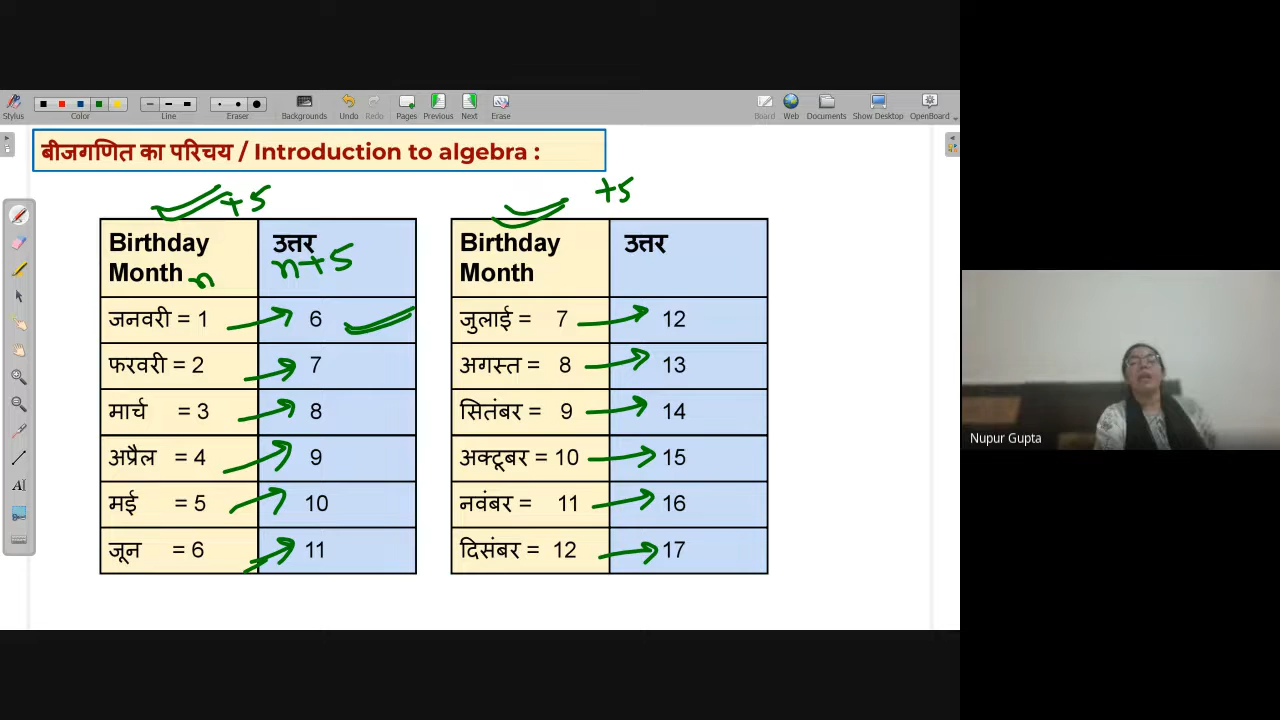 Stylus
Color
Line
Eraser
Backgrounds
Undo
Redo
Pages
Previous
Next
Erase
Board
Web
Documents
Show Desktop
OpenBoard
बीजगणित का परिचय / Introduction to algebra :
+5
+5
Birthday Month n
उत्तर
n+5
जनवरी = 1 6
फरवरी = 2 7
मार्च = 3 8
अप्रैल = 4 9
मई = 5 10
जून = 6 11
Birthday Month
उत्तर
जुलाई = 7 12
अगस्त = 8 13
सितंबर = 9 14
अक्टूबर = 10 15
नवंबर = 11 16
दिसंबर = 12 17
Nupur Gupta